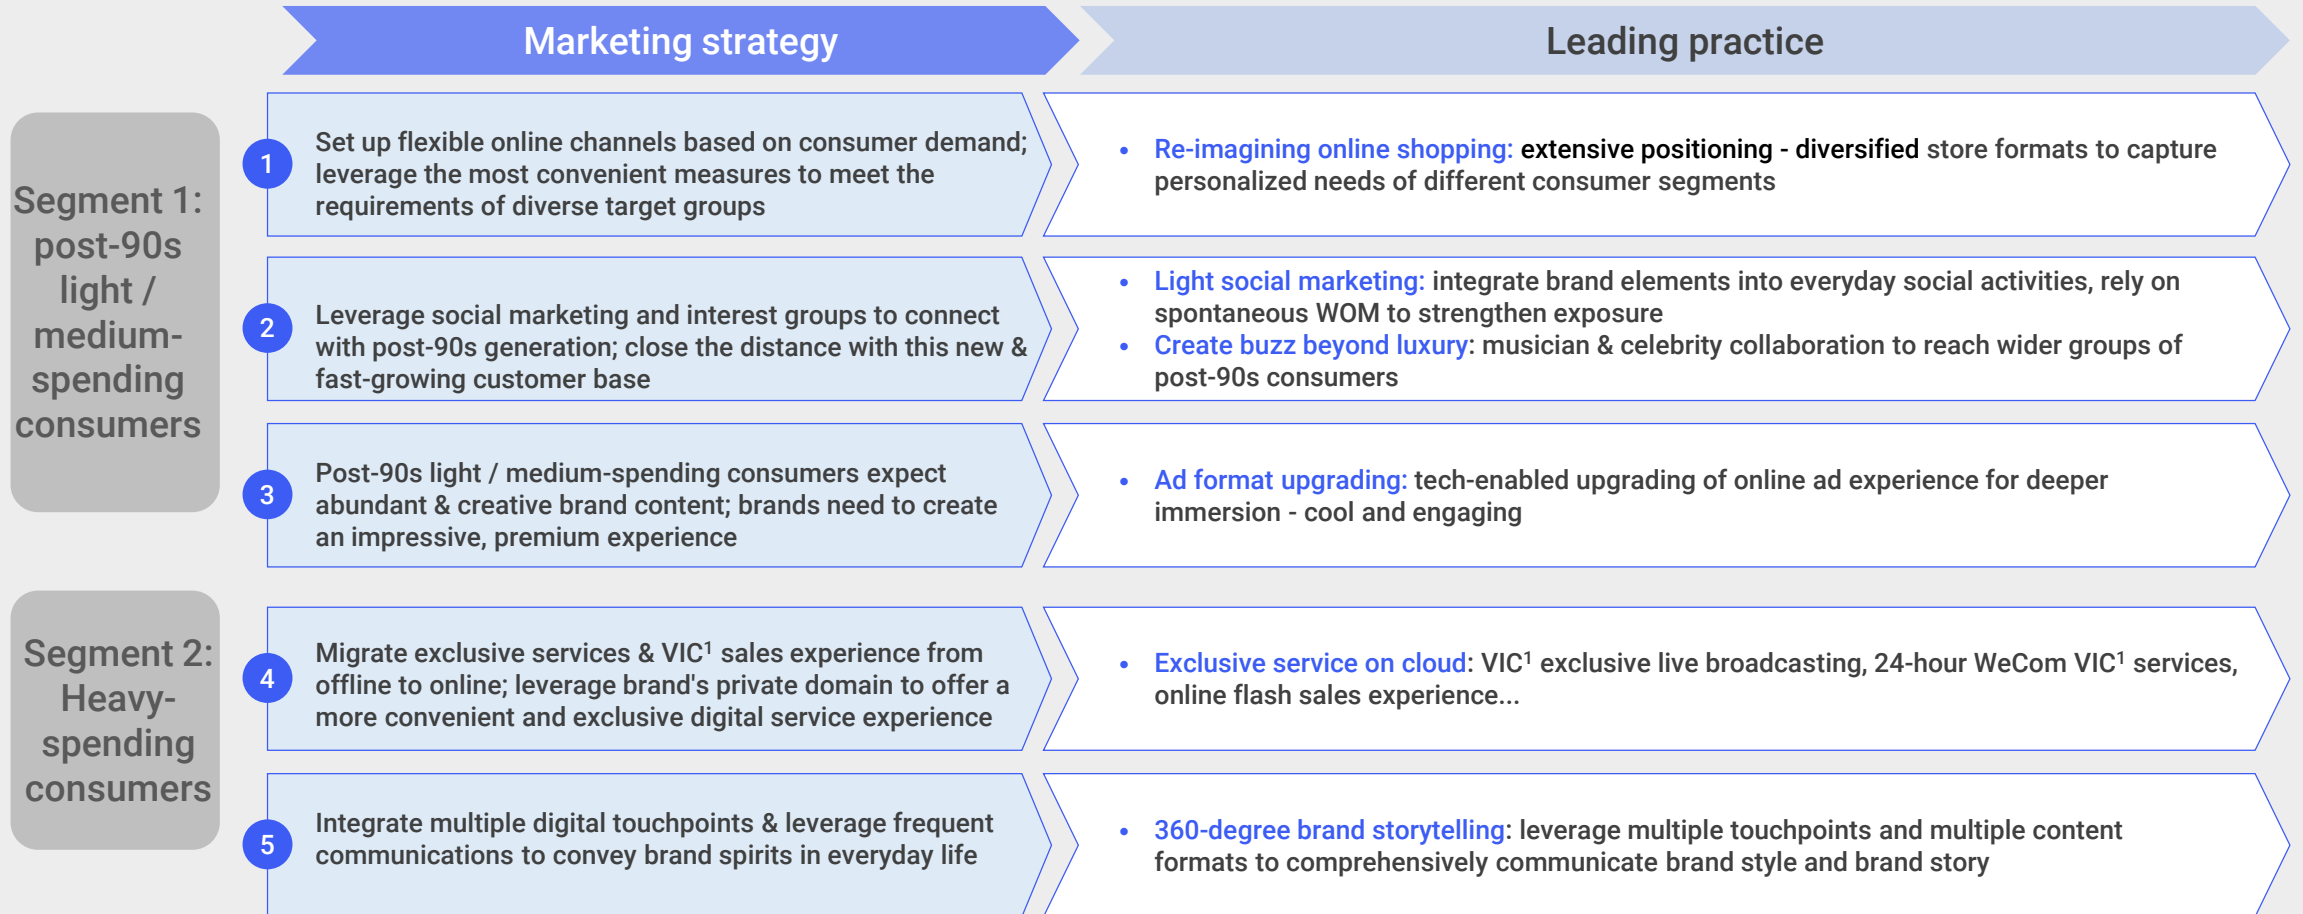 Marketing strategy
Leading practice
Segment 1:
post-90s
light /
medium-
spending
consumers
1
Set up flexible online channels based on consumer demand;
leverage the most convenient measures to meet the
requirements of diverse target groups
• Re-imagining online shopping: extensive positioning - diversified store formats to capture
personalized needs of different consumer segments
2
Leverage social marketing and interest groups to connect
with post-90s generation; close the distance with this new &
fast-growing customer base
• Light social marketing: integrate brand elements into everyday social activities, rely on
spontaneous WOM to strengthen exposure
• Create buzz beyond luxury: musician & celebrity collaboration to reach wider groups of
post-90s consumers
3
Post-90s light / medium-spending consumers expect
abundant & creative brand content; brands need to create
an impressive, premium experience
• Ad format upgrading: tech-enabled upgrading of online ad experience for deeper
immersion - cool and engaging
Segment 2:
Heavy-
spending
consumers
4
Migrate exclusive services & VIC¹ sales experience from
offline to online; leverage brand's private domain to offer a
more convenient and exclusive digital service experience
• Exclusive service on cloud: VIC¹ exclusive live broadcasting, 24-hour WeCom VIC¹ services,
online flash sales experience...
5
Integrate multiple digital touchpoints & leverage frequent
communications to convey brand spirits in everyday life
• 360-degree brand storytelling: leverage multiple touchpoints and multiple content
formats to comprehensively communicate brand style and brand story